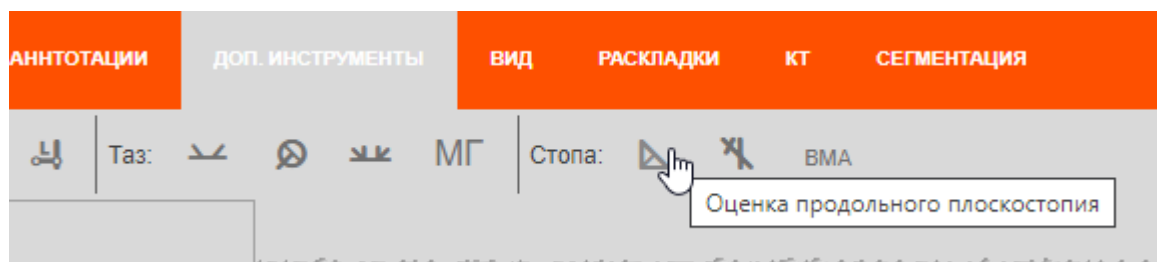 АННТОТАЦИИ ДОП. ИНСТРУМЕНТЫ ВИД РАСКЛАДКИ КТ СЕГМЕНТАЦИЯ
Таз: МГ Стопа: ВМА
Оценка продольного плоскостопия